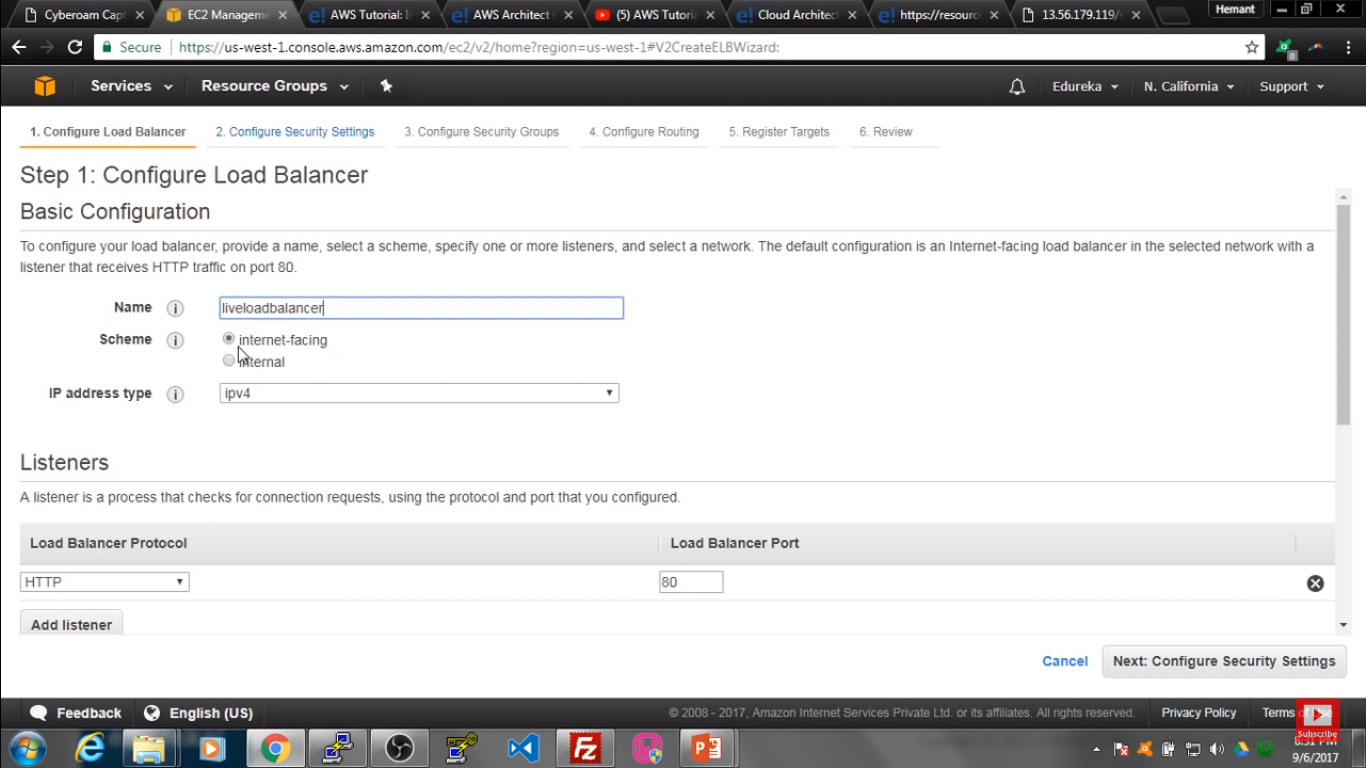 Cyberoam Capt
EC2 Managemen
AWS Tutorial: I
AWS Architect
(5) AWS Tutoria
Cloud Architec
https://resourc
13.56.179.119/
Hemant
Secure
https://us-west-1.console.aws.amazon.com/ec2/v2/home?region=us-west-1#V2CreateELBWizard:
0
Services
Resource Groups
Edureka
N. California
Support
1. Configure Load Balancer
2. Configure Security Settings
3. Configure Security Groups
4. Configure Routing
5. Register Targets
6. Review
Step 1: Configure Load Balancer
Basic Configuration
To configure your load balancer, provide a name, select a scheme, specify one or more listeners, and select a network. The default configuration is an Internet-facing load balancer in the selected network with a
listener that receives HTTP traffic on port 80.
Name
liveloadbalancer
Scheme
internet-facing
internal
IP address type
ipv4
Listeners
A listener is a process that checks for connection requests, using the protocol and port that you configured.
Load Balancer Protocol
Load Balancer Port
HTTP
80
Add listener
Cancel
Next: Configure Security Settings
Feedback
English (US)
© 2008 - 2017, Amazon Internet Services Private Ltd. or its affiliates. All rights reserved.
Privacy Policy
Terms of Use
Subscribe
9/6/2017